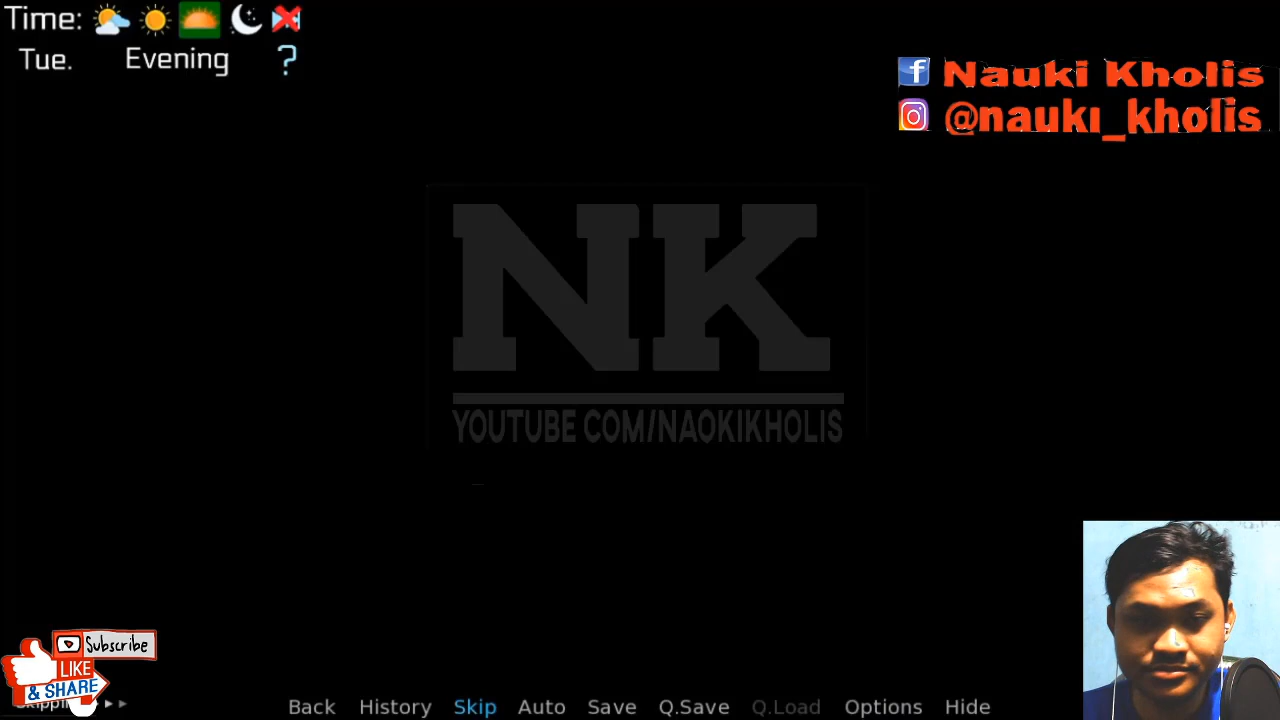 Time:
Tue. Evening ?
f Nauki Kholis
@nauki_kholis
NK
YOUTUBE COM/NAOKIKHOLIS
Subscribe
LIKE
& SHARE
Back History Skip Auto Save Q.Save Q.Load Options Hide